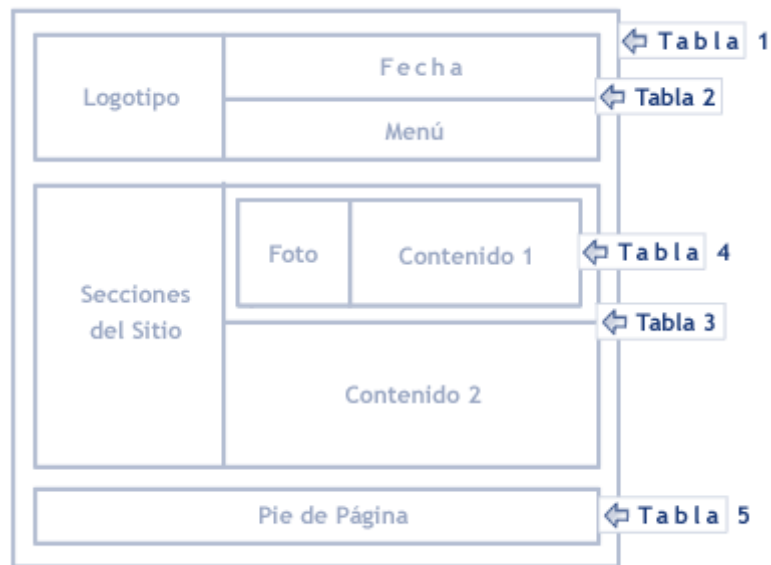 Tabla 1
Fecha
Logotipo
Tabla 2
Menú
Foto
Contenido 1
Tabla 4
Secciones
del Sitio
Tabla 3
Contenido 2
Pie de Página
Tabla 5